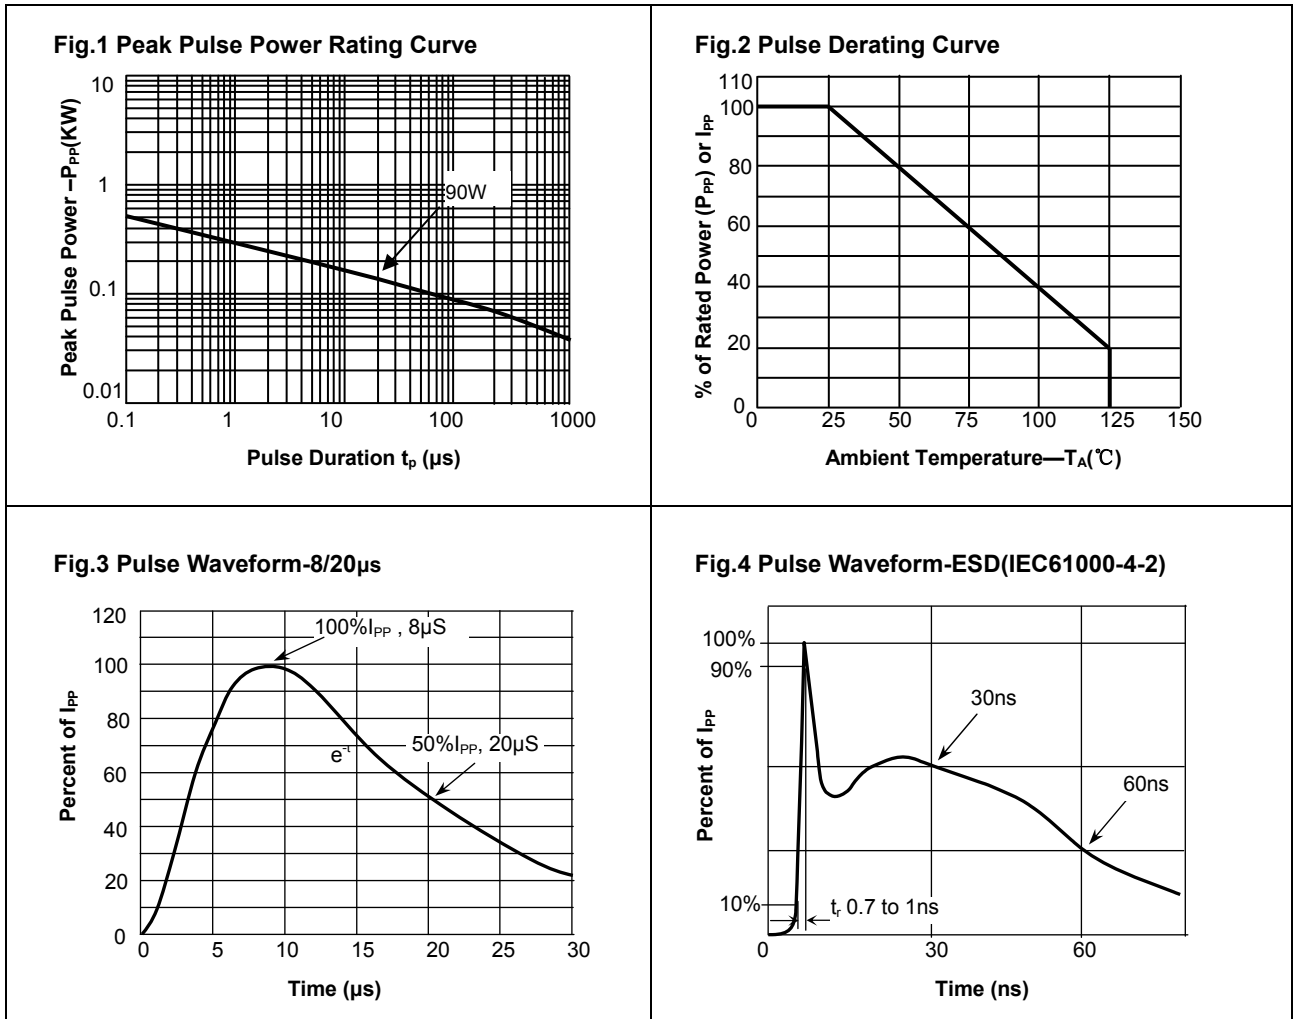 Fig.1 Peak Pulse Power Rating Curve
Peak Pulse Power –PPP(KW)
10
1
0.1
0.01
90W
0.1 1 10 100 1000
Pulse Duration tp (µs)
Fig.2 Pulse Derating Curve
% of Rated Power (PPP) or IPP
110
100
80
60
40
20
0
25 50 75 100 125 150
Ambient Temperature—TA(℃)
Fig.3 Pulse Waveform-8/20µs
Percent of IPP
120
100
80
60
40
20
0
100%IPP , 8µS
e-t
50%IPP, 20µS
0 5 10 15 20 25 30
Time (µs)
Fig.4 Pulse Waveform-ESD(IEC61000-4-2)
Percent of IPP
100%
90%
10%
30ns
60ns
tr 0.7 to 1ns
0 30 60
Time (ns)